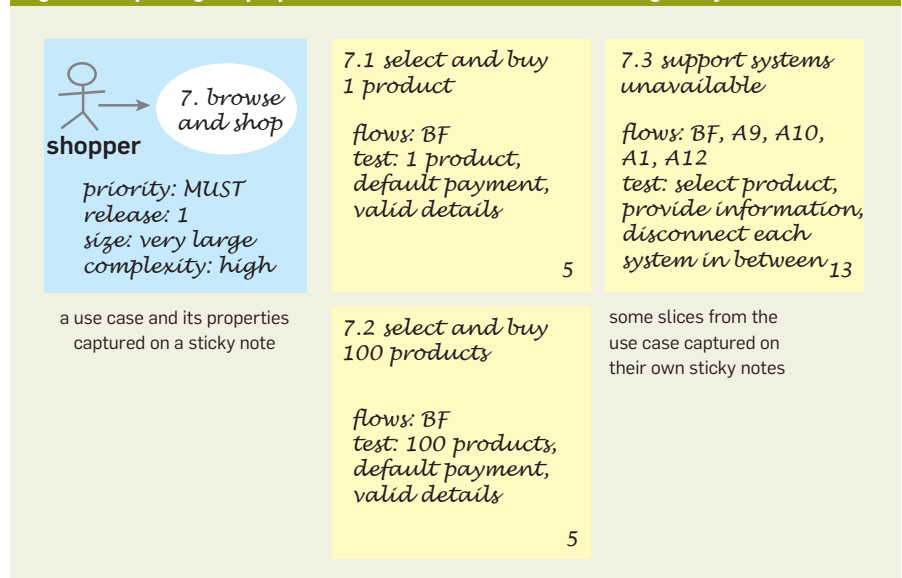 7. browse
and shop
shopper
priority: MUST
release: 1
size: very large
complexity: high
a use case and its properties
captured on a sticky note
7.1 select and buy
1 product
flows: BF
test: 1 product,
default payment,
valid details
5
7.2 select and buy
100 products
flows: BF
test: 100 products,
default payment,
valid details
5
7.3 support systems
unavailable
flows: BF, A9, A10,
A1, A12
test: select product,
provide information,
disconnect each
system in between
13
some slices from the
use case captured on
their own sticky notes